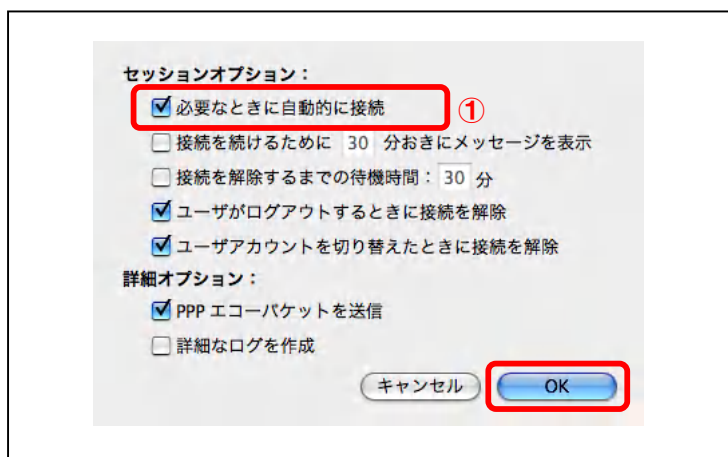 セッションオプション：
必要なときに自動的に接続 ①
接続を続けるために 30 分おきにメッセージを表示
接続を解除するまでの待機時間： 30 分
ユーザがログアウトするときに接続を解除
ユーザアカウントを切り替えたときに接続を解除
詳細オプション：
PPP エコーパケットを送信
詳細なログを作成
キャンセル OK